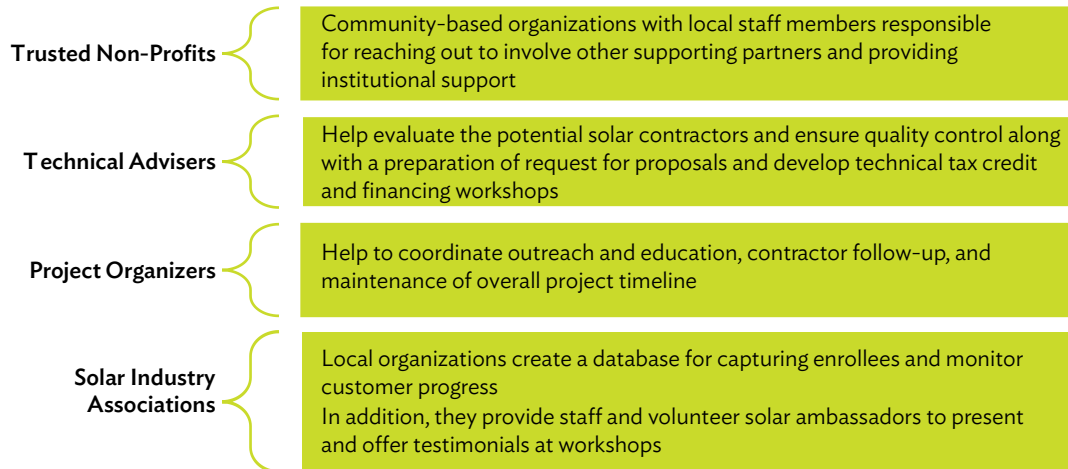 Trusted Non-Profits
Community-based organizations with local staff members responsible
for reaching out to involve other supporting partners and providing
institutional support
Technical Advisers
Help evaluate the potential solar contractors and ensure quality control along
with a preparation of request for proposals and develop technical tax credit
and financing workshops
Project Organizers
Help to coordinate outreach and education, contractor follow-up, and
maintenance of overall project timeline
Solar Industry
Associations
Local organizations create a database for capturing enrollees and monitor
customer progress
In addition, they provide staff and volunteer solar ambassadors to present
and offer testimonials at workshops